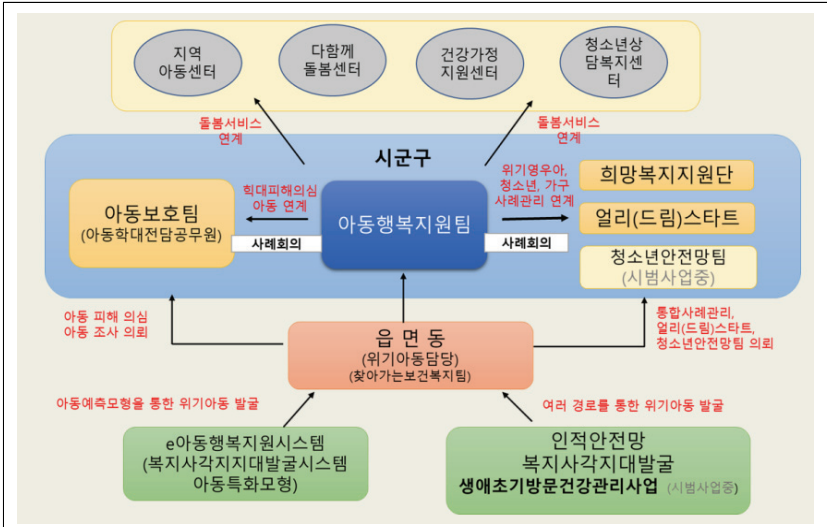 지역
아동센터
다함께
돌봄센터
건강가정
지원센터
청소년상
담복지센
터
돌봄서비스
연계
돌봄서비스
연계
시군구
아동보호팀
(아동학대전담공무원)
힉대피해의심
아동 연계
사례회의
아동행복지원팀
위기영우아,
청소년, 가구
사례관리 연계
사례회의
희망복지지원단
얼리(드림)스타트
청소년안전망팀
(시범사업중)
아동 피해 의심
아동 조사 의뢰
읍 면 동
(위기아동담당)
(찾아가는보건복지팀)
통합사례관리,
얼리(드림)스타트,
청소년안전망팀 의뢰
아동예측모형을 통한 위기아동 발굴
여러 경로를 통한 위기아동 발굴
e아동행복지원시스템
(복지사각지지대발굴시스템
아동특화모형)
인적안전망
복지사각지대발굴
생애초기방문건강관리사업 (시범사업중)